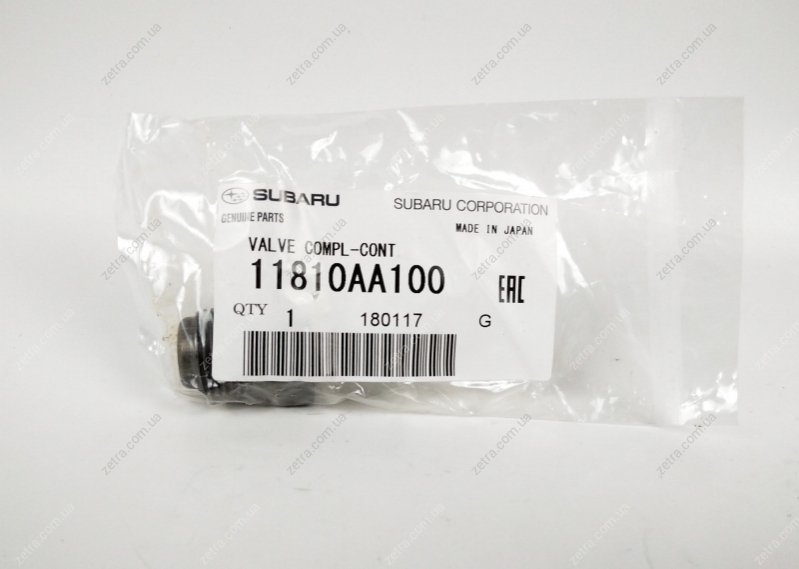 SUBARU
SUBARU CORPORATION
GENUINE PARTS
MADE IN JAPAN
VALVE COMPL-CONT
11810AA100
EAC
QTY 1 180117 G
zetra.com.ua